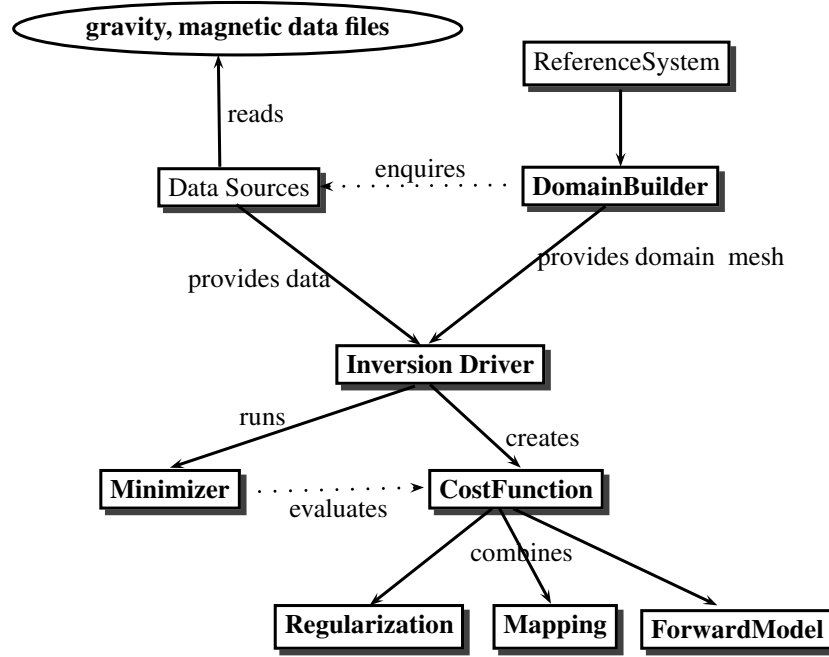 gravity, magnetic data files
ReferenceSystem
reads
Data Sources
enquires
DomainBuilder
provides data
provides domain mesh
Inversion Driver
runs
creates
Minimizer
evaluates
CostFunction
combines
Regularization
Mapping
ForwardModel